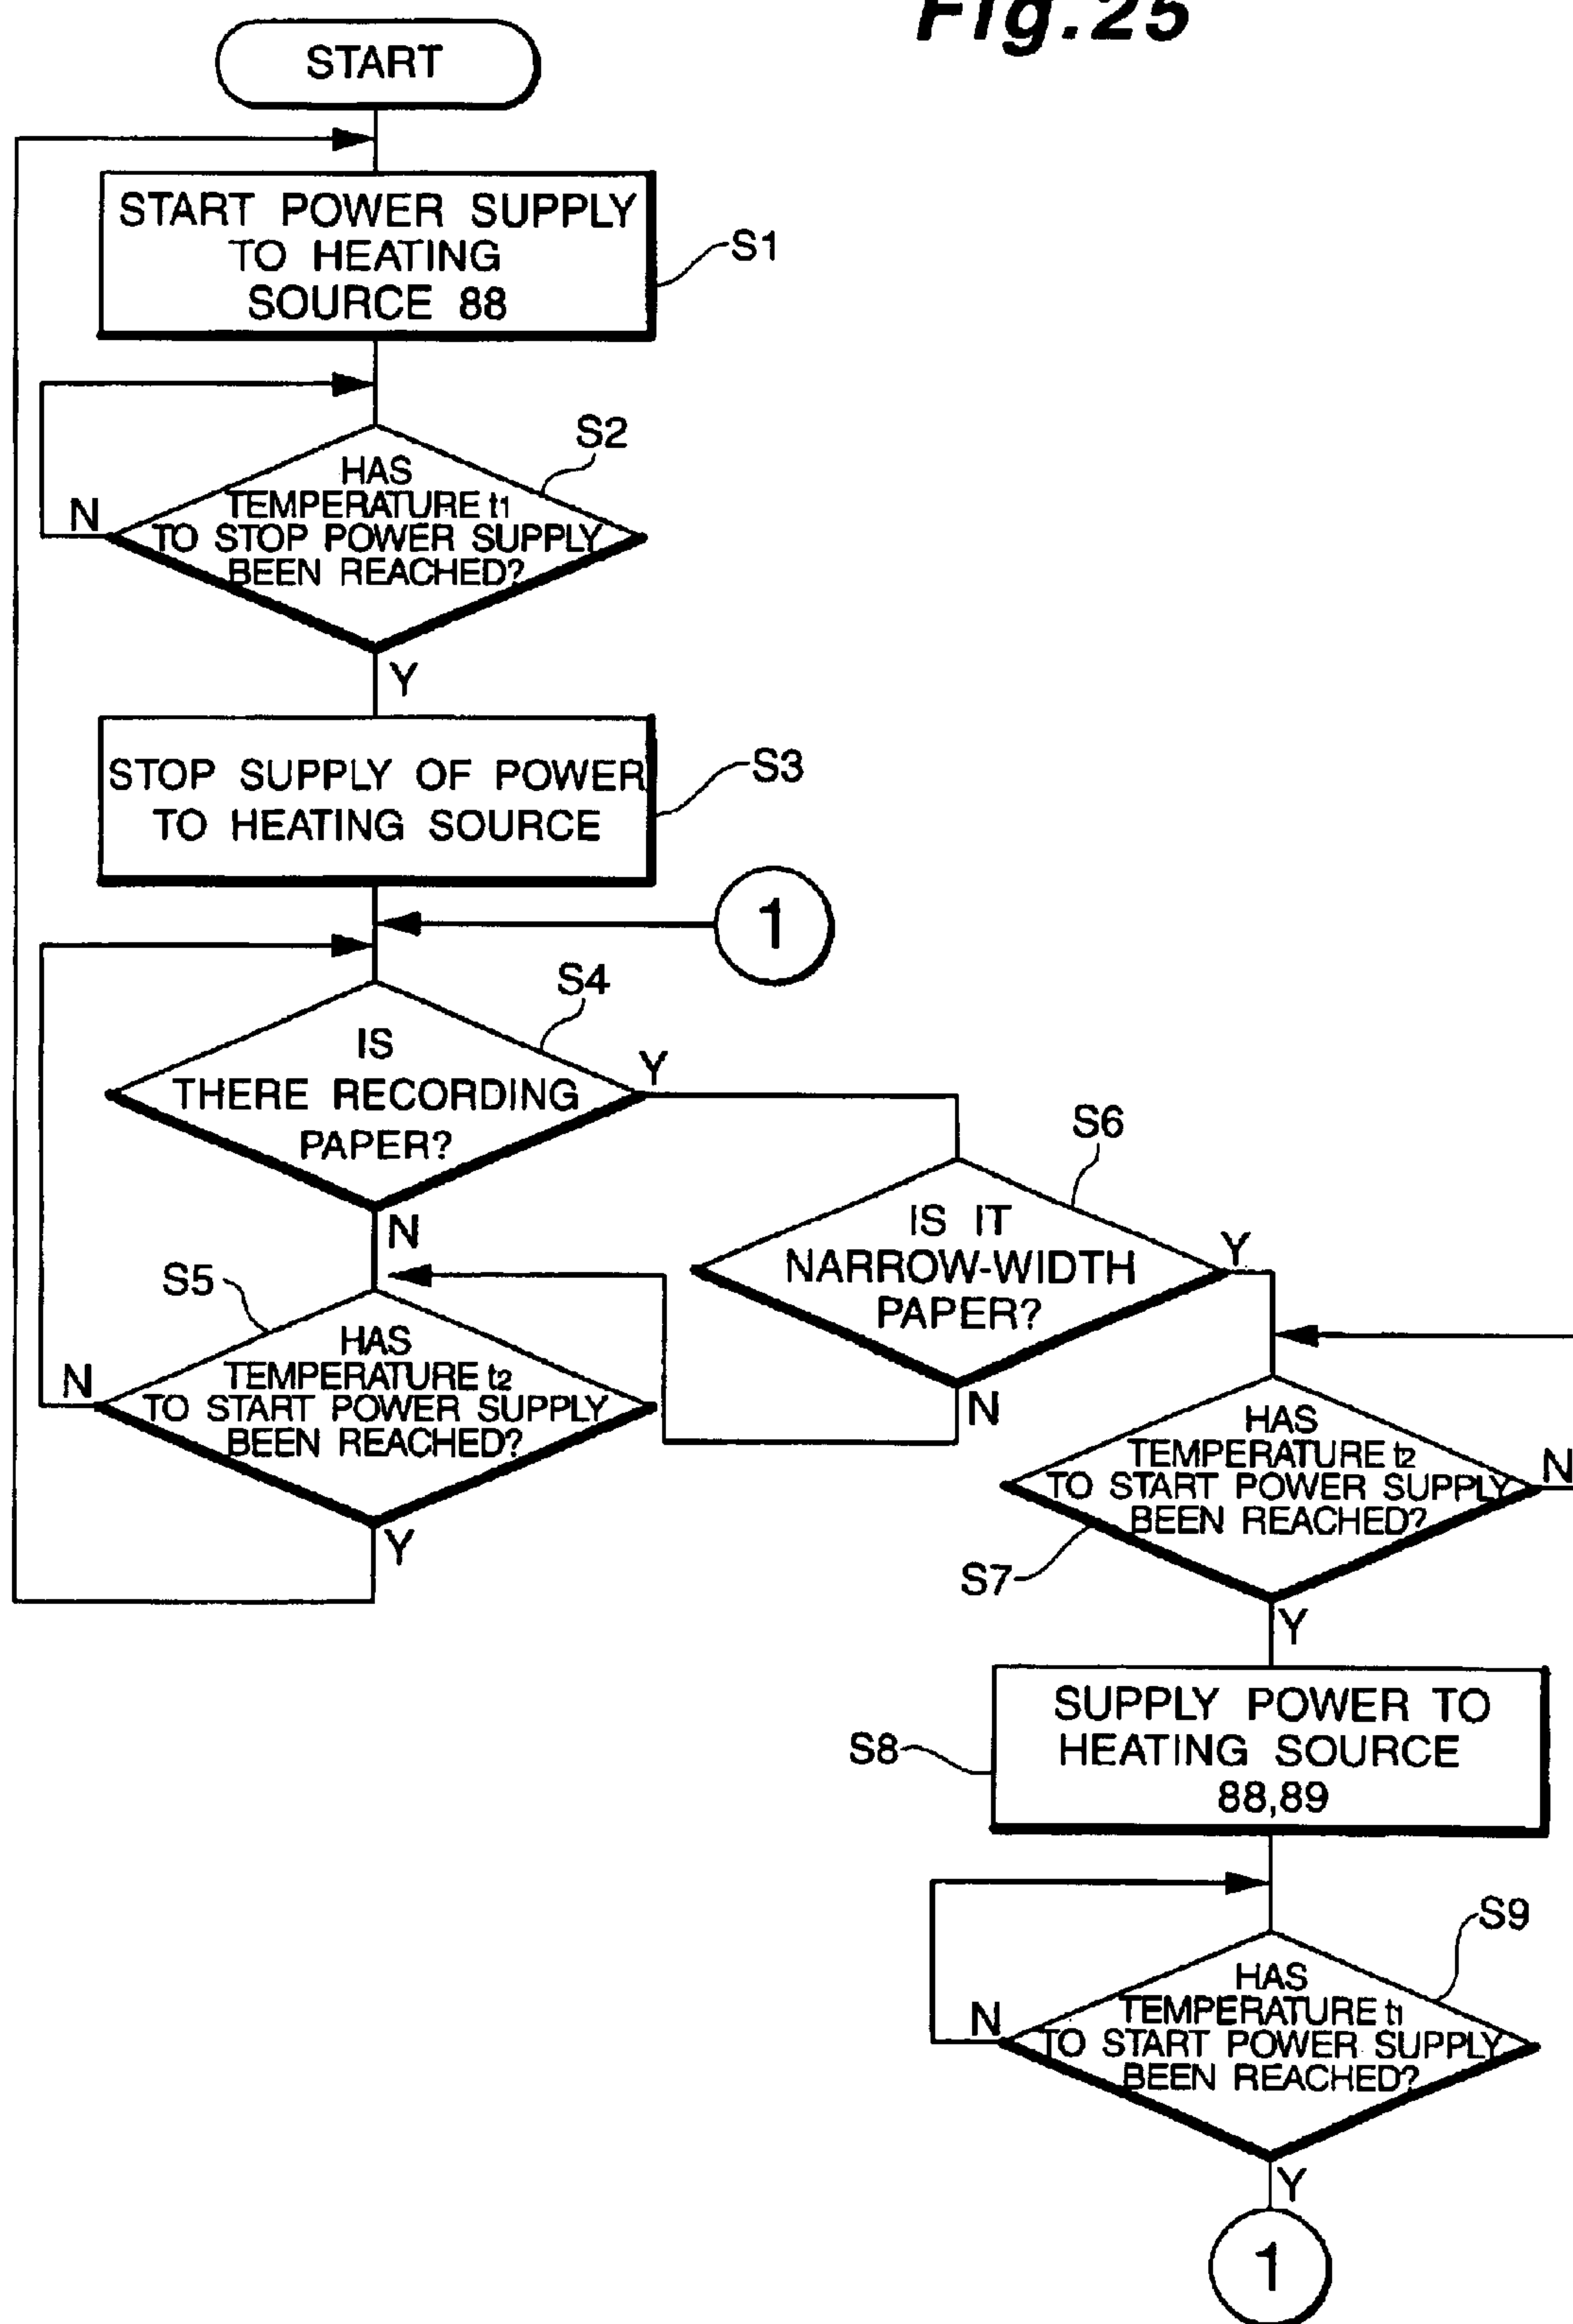 Fig.25
START
START POWER SUPPLY
TO HEATING
SOURCE 88
S1
S2
HAS
TEMPERATURE t1
TO STOP POWER SUPPLY
BEEN REACHED?
N
Y
STOP SUPPLY OF POWER
TO HEATING SOURCE
S3
1
S4
IS
THERE RECORDING
PAPER?
Y
N
S6
IS IT
NARROW-WIDTH
PAPER?
Y
N
S5
HAS
TEMPERATURE t2
TO START POWER SUPPLY
BEEN REACHED?
N
Y
HAS
TEMPERATURE t2
TO START POWER SUPPLY
BEEN REACHED?
N
S7
Y
SUPPLY POWER TO
HEATING SOURCE
88,89
S8
S9
HAS
TEMPERATURE t1
TO START POWER SUPPLY
BEEN REACHED?
N
Y
1